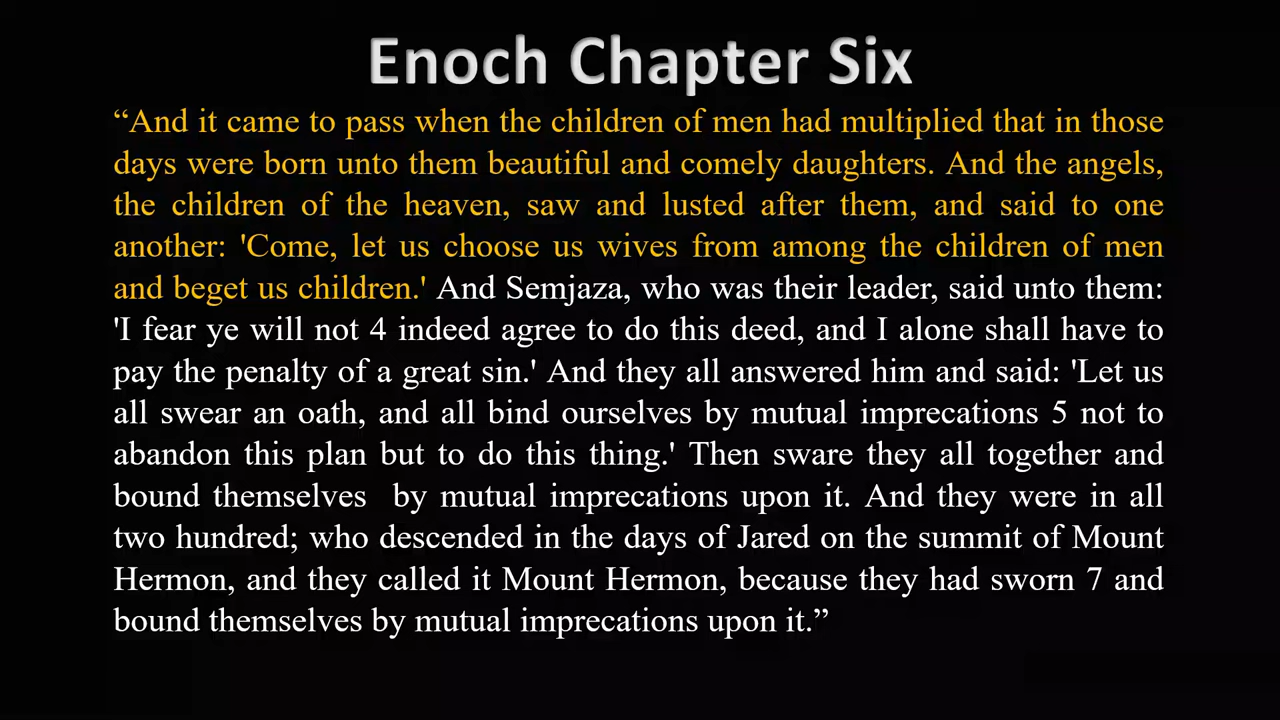 Enoch Chapter Six
“And it came to pass when the children of men had multiplied that in those
days were born unto them beautiful and comely daughters. And the angels,
the children of the heaven, saw and lusted after them, and said to one
another: 'Come, let us choose us wives from among the children of men
and beget us children.' And Semjaza, who was their leader, said unto them:
'I fear ye will not 4 indeed agree to do this deed, and I alone shall have to
pay the penalty of a great sin.' And they all answered him and said: 'Let us
all swear an oath, and all bind ourselves by mutual imprecations 5 not to
abandon this plan but to do this thing.' Then sware they all together and
bound themselves  by mutual imprecations upon it. And they were in all
two hundred; who descended in the days of Jared on the summit of Mount
Hermon, and they called it Mount Hermon, because they had sworn 7 and
bound themselves by mutual imprecations upon it.”